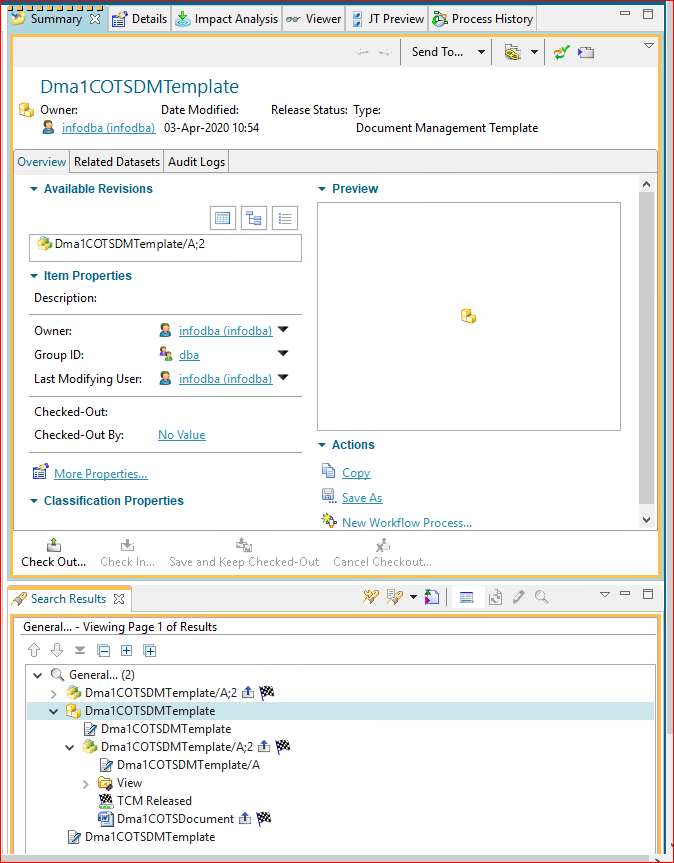 Summary Details Impact Analysis Viewer JT Preview Process History
Send To...
Dma1COTSDMTemplate
Owner: Date Modified: Release Status: Type:
infodba (infodba) 03-Apr-2020 10:54 Document Management Template
Overview Related Datasets Audit Logs
Available Revisions
Preview
Dma1COTSDMTemplate/A;2
Item Properties
Description:
Owner: infodba (infodba)
Group ID: dba
Last Modifying User: infodba (infodba)
Checked-Out:
Checked-Out By: No Value
More Properties...
Classification Properties
Actions
Copy
Save As
New Workflow Process...
Check Out... Check In... Save and Keep Checked-Out Cancel Checkout...
Search Results
General... - Viewing Page 1 of Results
General... (2)
Dma1COTSDMTemplate/A;2
Dma1COTSDMTemplate
Dma1COTSDMTemplate
Dma1COTSDMTemplate/A;2
Dma1COTSDMTemplate/A
View
TCM Released
Dma1COTSDocument
Dma1COTSDMTemplate